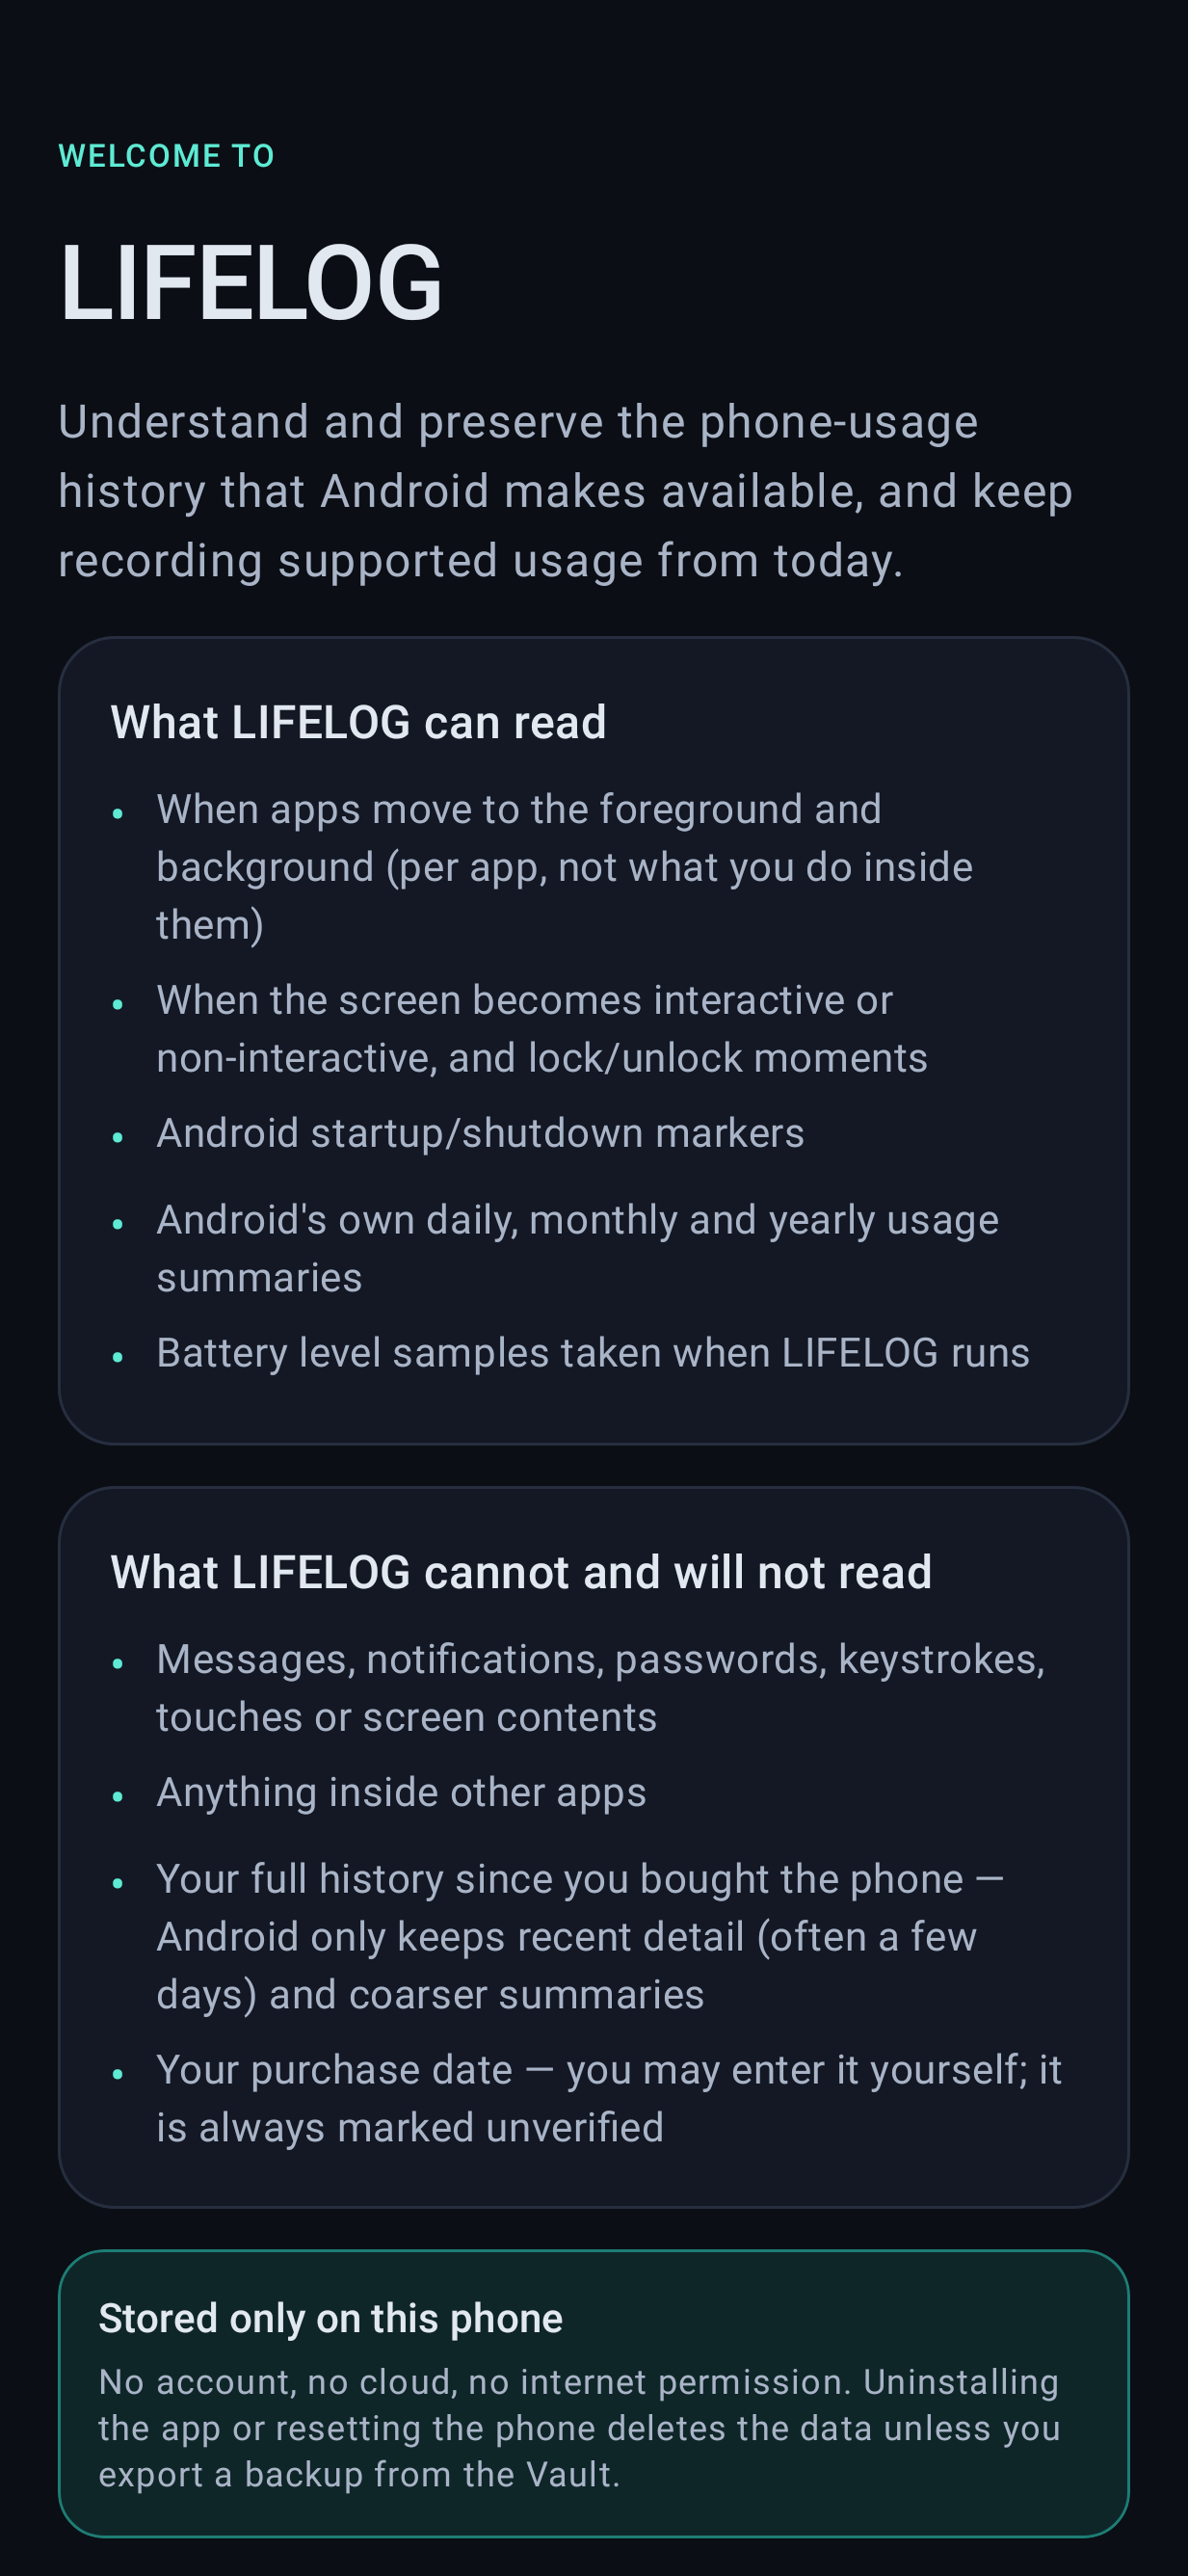 WELCOME TO
LIFELOG
Understand and preserve the phone-usage
history that Android makes available, and keep
recording supported usage from today.
What LIFELOG can read
• When apps move to the foreground and
background (per app, not what you do inside
them)
• When the screen becomes interactive or
non-interactive, and lock/unlock moments
• Android startup/shutdown markers
• Android's own daily, monthly and yearly usage
summaries
• Battery level samples taken when LIFELOG runs
What LIFELOG cannot and will not read
• Messages, notifications, passwords, keystrokes,
touches or screen contents
• Anything inside other apps
• Your full history since you bought the phone —
Android only keeps recent detail (often a few
days) and coarser summaries
• Your purchase date — you may enter it yourself; it
is always marked unverified
Stored only on this phone
No account, no cloud, no internet permission. Uninstalling
the app or resetting the phone deletes the data unless you
export a backup from the Vault.